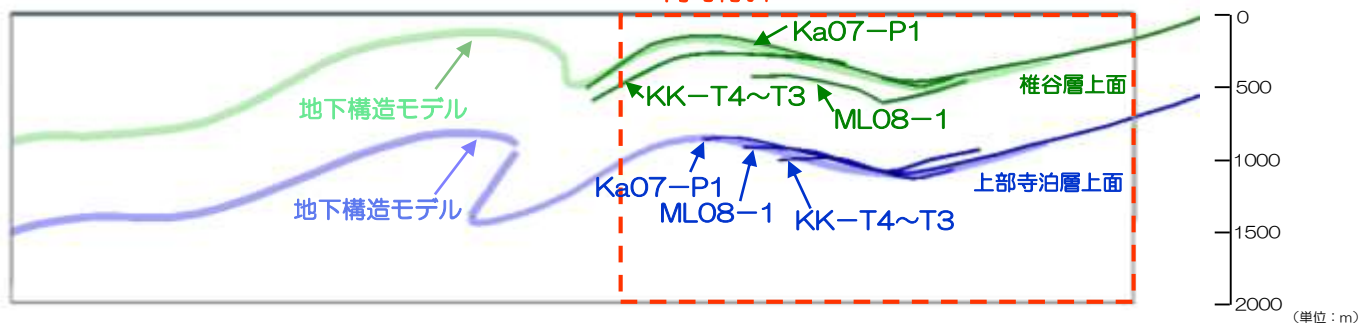 Ka07-P1
0
地下構造モデル
KK-T4～T3
椎谷層上面
500
ML08-1
1000
地下構造モデル
Ka07-P1
ML08-1
KK-T4～T3
上部寺泊層上面
1500
2000
（単位：m）